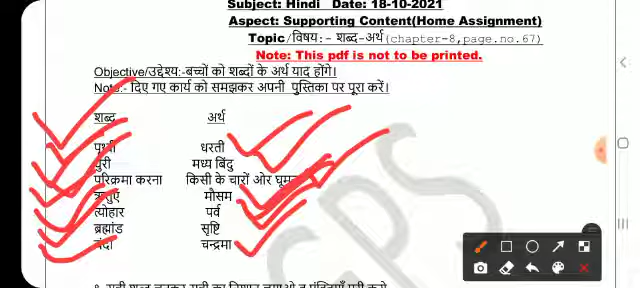 Subject: Hindi Date: 18-10-2021
Aspect: Supporting Content(Home Assignment)
Topic/विषय:- शब्द-अर्थ(chapter-8,page.no.67)
Note: This pdf is not to be printed.
Objective/उद्देश्य:-बच्चों को शब्दों के अर्थ याद होंगे।
Note:- दिए गए कार्य को समझकर अपनी पुस्तिका पर पूरा करें।
शब्द अर्थ
पृथ्वी धरती
धुरी मध्य बिंदु
परिक्रमा करना किसी के चारों ओर
ऋतुएँ मौसम
त्योहार पर्व
ब्रह्मांड सृष्टि
चंदा चन्द्रमा